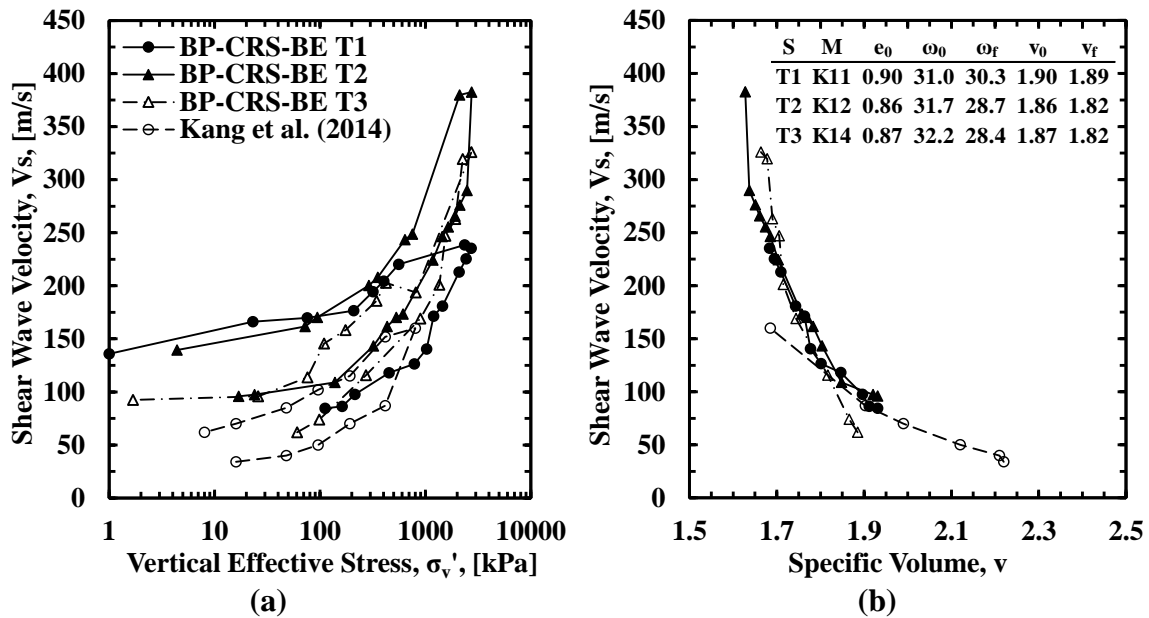 450
400
350
300
250
200
150
100
50
0
Shear Wave Velocity, Vs, [m/s]
BP-CRS-BE T1
BP-CRS-BE T2
BP-CRS-BE T3
Kang et al. (2014)
1 10 100 1000 10000
Vertical Effective Stress, σv', [kPa]
(a)
450
400
350
300
250
200
150
100
50
0
Shear Wave Velocity, Vs, [m/s]
S M e0 ω0 ωf v0 vf
T1 K11 0.90 31.0 30.3 1.90 1.89
T2 K12 0.86 31.7 28.7 1.86 1.82
T3 K14 0.87 32.2 28.4 1.87 1.82
1.5 1.7 1.9 2.1 2.3 2.5
Specific Volume, v
(b)